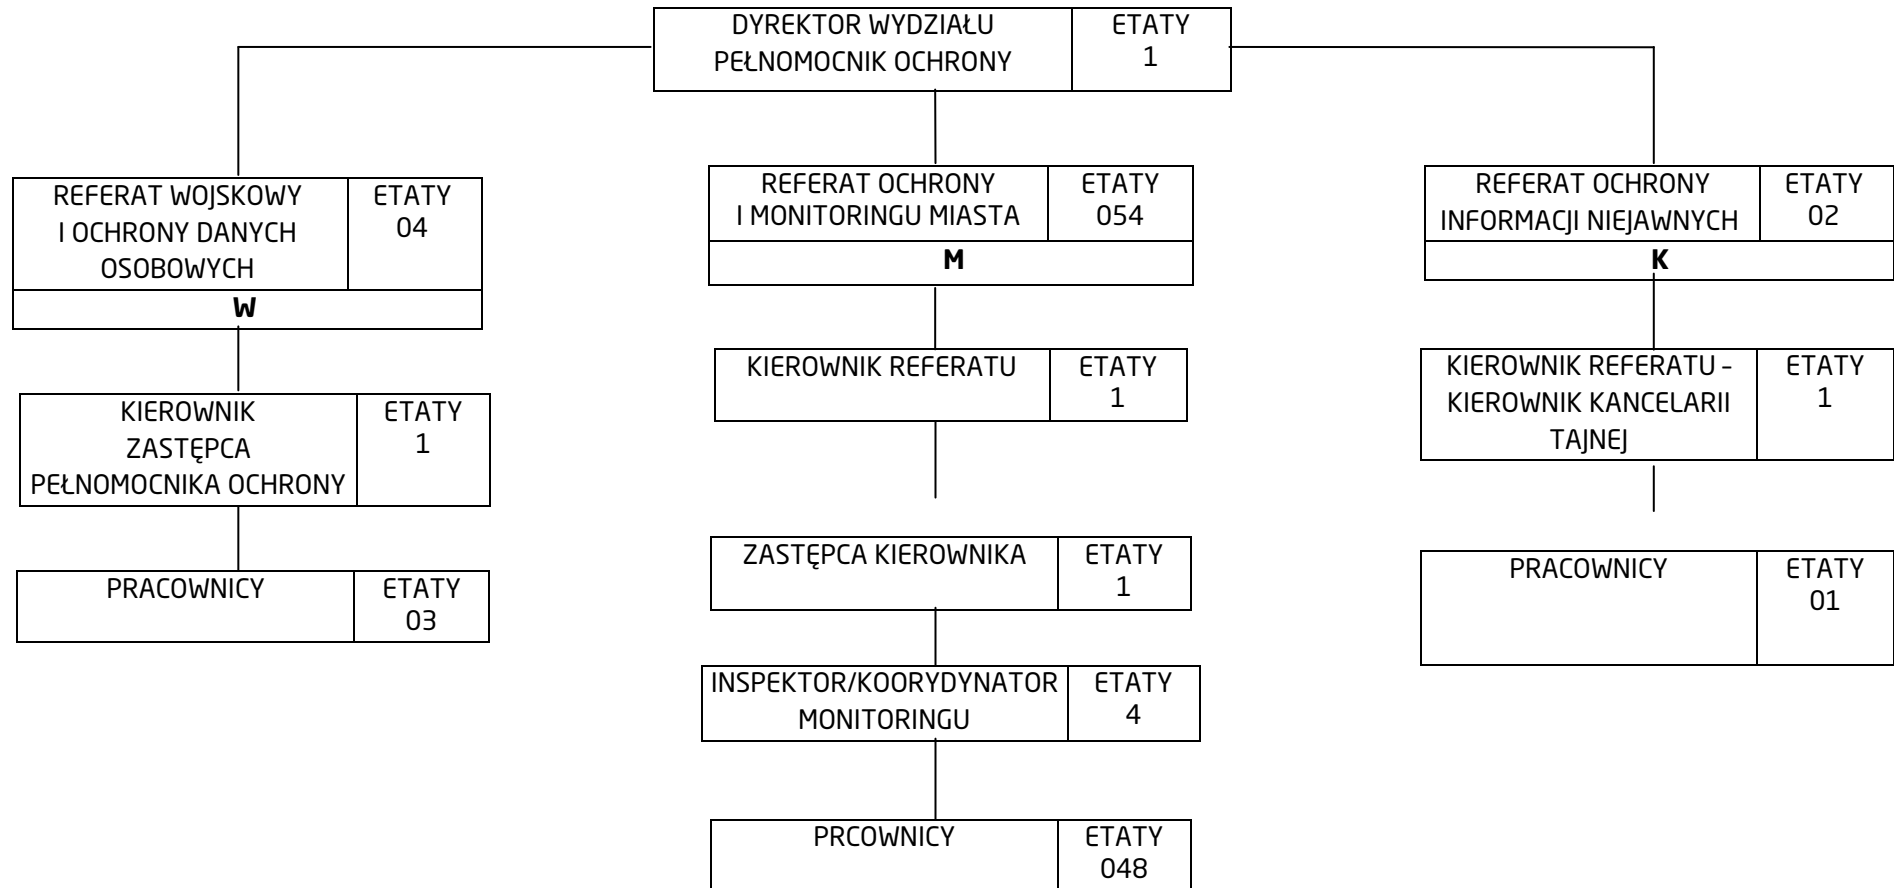 DYREKTOR WYDZIAŁU
PEŁNOMOCNIK OCHRONY
ETATY
1
REFERAT WOJSKOWY
I OCHRONY DANYCH
OSOBOWYCH
ETATY
04
W
REFERAT OCHRONY
I MONITORINGU MIASTA
ETATY
054
M
REFERAT OCHRONY
INFORMACJI NIEJAWNYCH
ETATY
02
K
KIEROWNIK
ZASTĘPCA
PEŁNOMOCNIKA OCHRONY
ETATY
1
KIEROWNIK REFERATU
ETATY
1
KIEROWNIK REFERATU –
KIEROWNIK KANCELARII
TAJNEJ
ETATY
1
PRACOWNICY
ETATY
03
ZASTĘPCA KIEROWNIKA
ETATY
1
PRACOWNICY
ETATY
01
INSPEKTOR/KOORYDYNATOR
MONITORINGU
ETATY
4
PRCOWNICY
ETATY
048